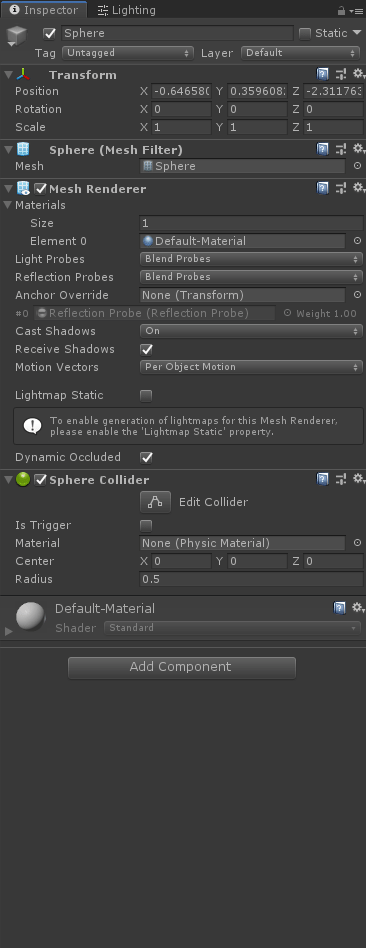 Inspector Lighting
Sphere Static
Tag Untagged Layer Default
Transform
Position X -0.646580 Y 0.359608 Z -2.311763
Rotation X 0 Y 0 Z 0
Scale X 1 Y 1 Z 1
Sphere (Mesh Filter)
Mesh Sphere
Mesh Renderer
Materials
Size 1
Element 0 Default-Material
Light Probes Blend Probes
Reflection Probes Blend Probes
Anchor Override None (Transform)
#0 Reflection Probe (Reflection Probe) Weight 1.00
Cast Shadows On
Receive Shadows
Motion Vectors Per Object Motion
Lightmap Static
To enable generation of lightmaps for this Mesh Renderer,
please enable the 'Lightmap Static' property.
Dynamic Occluded
Sphere Collider
Edit Collider
Is Trigger
Material None (Physic Material)
Center X 0 Y 0 Z 0
Radius 0.5
Default-Material
Shader Standard
Add Component